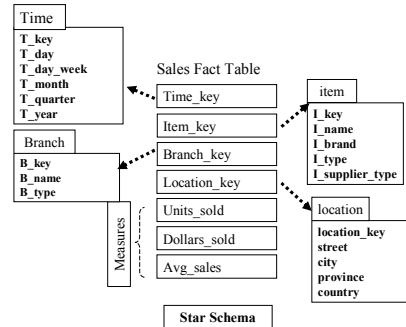 Time
T_key
T_day
T_day_week
T_month
T_quarter
T_year
Sales Fact Table
Time_key
Item_key
Branch_key
Location_key
Units_sold
Dollars_sold
Avg_sales
item
I_key
I_name
I_brand
I_type
I_supplier_type
Branch
B_key
B_name
B_type
Measures
location
location_key
street
city
province
country
Star Schema